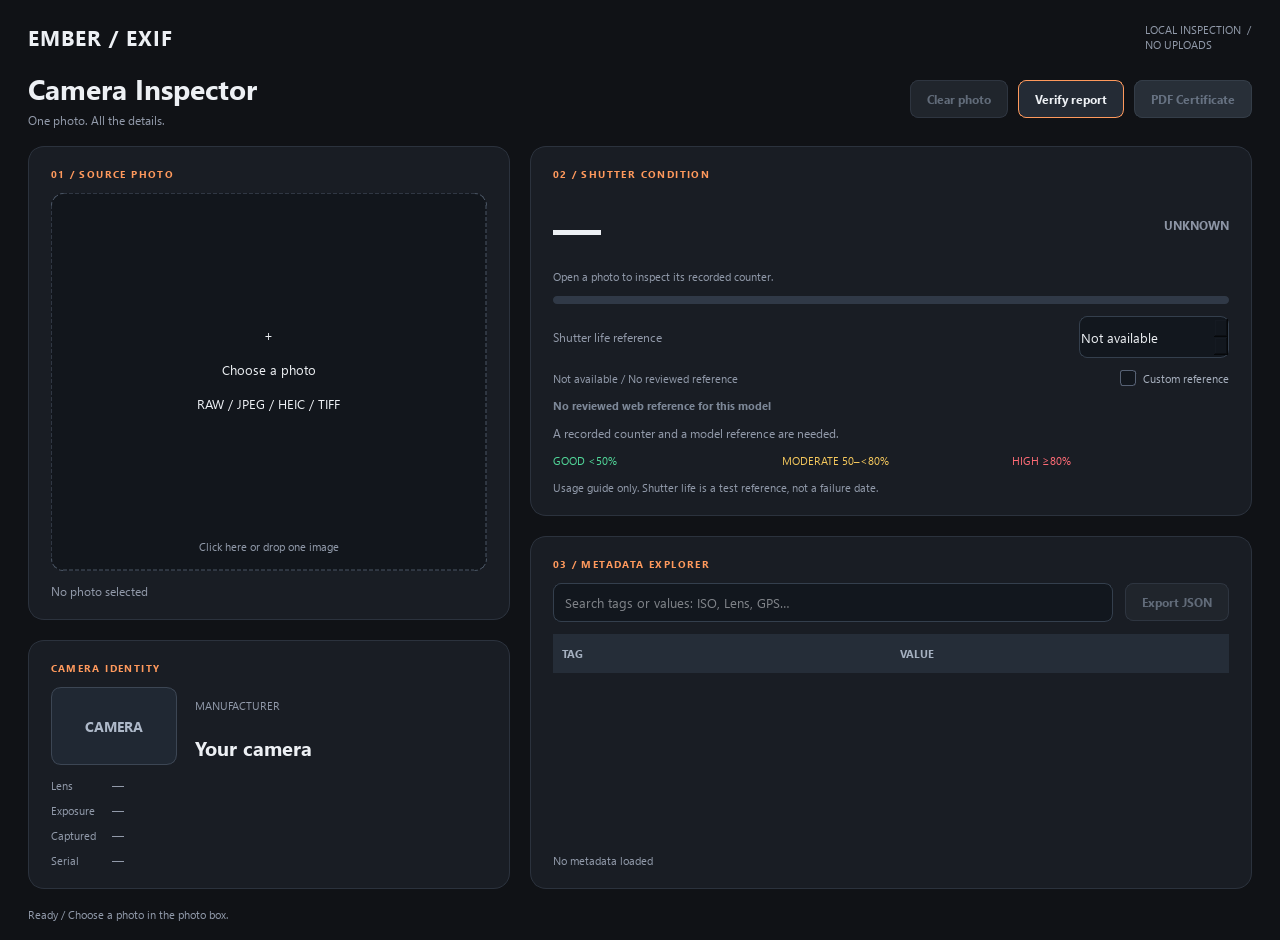 EMBER / EXIF
LOCAL INSPECTION /
NO UPLOADS
Camera Inspector
One photo. All the details.
Clear photo
Verify report
PDF Certificate
01 / SOURCE PHOTO
+
Choose a photo
RAW / JPEG / HEIC / TIFF
Click here or drop one image
No photo selected
CAMERA IDENTITY
CAMERA
MANUFACTURER
Your camera
Lens —
Exposure —
Captured —
Serial —
02 / SHUTTER CONDITION
—
UNKNOWN
Open a photo to inspect its recorded counter.
Shutter life reference
Not available
Not available / No reviewed reference
Custom reference
No reviewed web reference for this model
A recorded counter and a model reference are needed.
GOOD <50%
MODERATE 50–<80%
HIGH ≥80%
Usage guide only. Shutter life is a test reference, not a failure date.
03 / METADATA EXPLORER
Search tags or values: ISO, Lens, GPS…
Export JSON
TAG
VALUE
No metadata loaded
Ready / Choose a photo in the photo box.